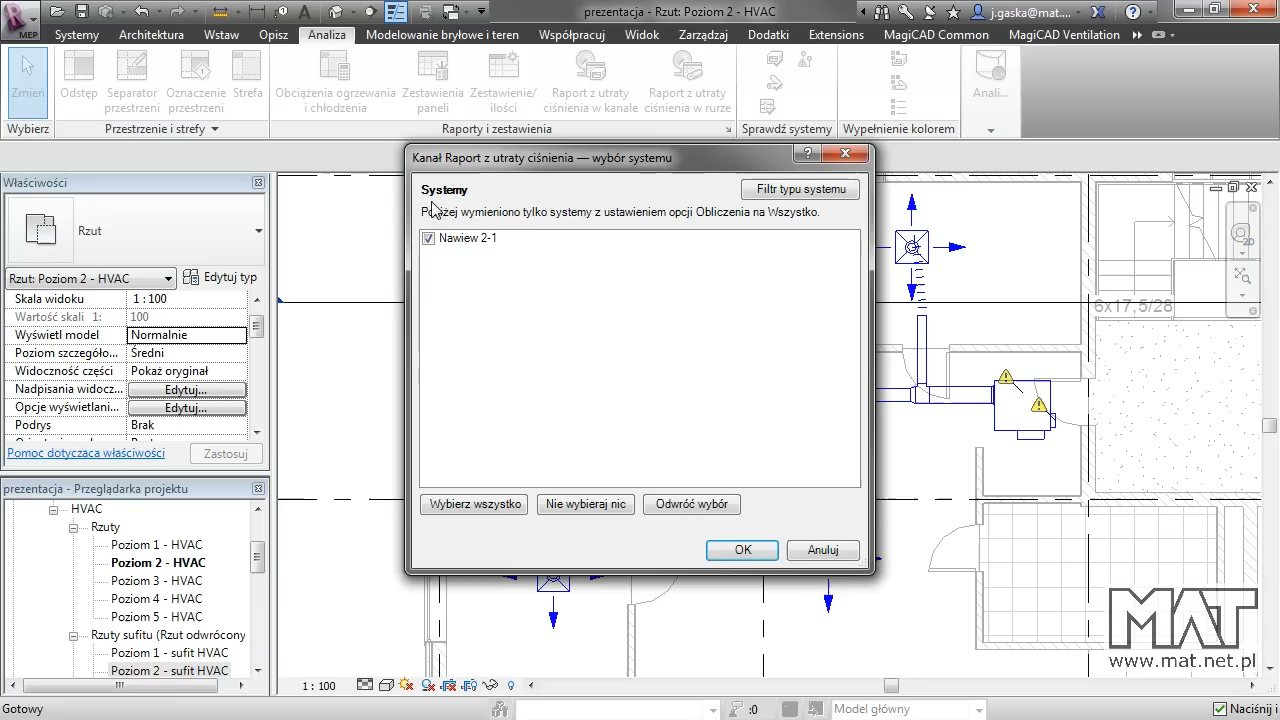 MEP
prezentacja - Rzut: Poziom 2 - HVAC
j.gaska@mat....
Systemy Architektura Wstaw Opisz Analiza Modelowanie bryłowe i teren Współpracuj Widok Zarządzaj Dodatki Extensions MagiCAD Common MagiCAD Ventilation
Zmień
Odstęp
Separator
przestrzeni
Oznaczenie
przestrzeni
Strefa
Obciążenia ogrzewania
i chłodzenia
Zestawienia
paneli
Zestawienie/
ilości
Raport z utraty
ciśnienia w kanale
Raport z utraty
ciśnienia w rurze
Anali...
Wybierz Przestrzenie i strefy Raporty i zestawienia Sprawdź systemy Wypełnienie kolorem
Właściwości
Rzut
Rzut: Poziom 2 - HVAC Edytuj typ
Skala widoku 1 : 100
Wartość skali 1: 100
Wyświetl model Normalnie
Poziom szczegóło... Średni
Widoczność części Pokaż oryginał
Nadpisania widocz... Edytuj...
Opcje wyświetlani... Edytuj...
Podrys Brak
Pomoc dotycząca właściwości Zastosuj
prezentacja - Przeglądarka projektu
HVAC
Rzuty
Poziom 1 - HVAC
Poziom 2 - HVAC
Poziom 3 - HVAC
Poziom 4 - HVAC
Poziom 5 - HVAC
Rzuty sufitu (Rzut odwrócony
Poziom 1 - sufit HVAC
Poziom 2 - sufit HVAC
Kanał Raport z utraty ciśnienia — wybór systemu
Systemy
Filtr typu systemu
Poniżej wymieniono tylko systemy z ustawieniem opcji Obliczenia na Wszystko.
Nawiew 2-1
Wybierz wszystko Nie wybieraj nic Odwróć wybór
OK Anuluj
6x17,5/28
2D
MAT
www.mat.net.pl
1 : 100
Gotowy
:0
Model główny
Naciśnij i